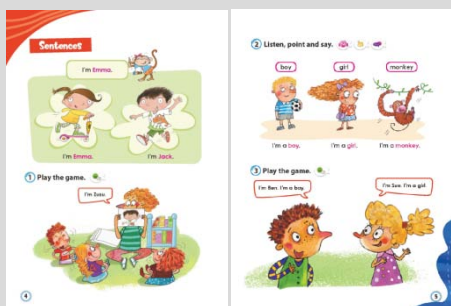 Sentences
I'm Emma.
I'm Emma.
I'm Jack.
1 Play the game.
I'm Sue.
4
2 Listen, point and say.
boy
girl
monkey
I'm a boy.
I'm a girl.
I'm a monkey.
3 Play the game.
I'm Ben. I'm a boy.
I'm Sue. I'm a girl.
5